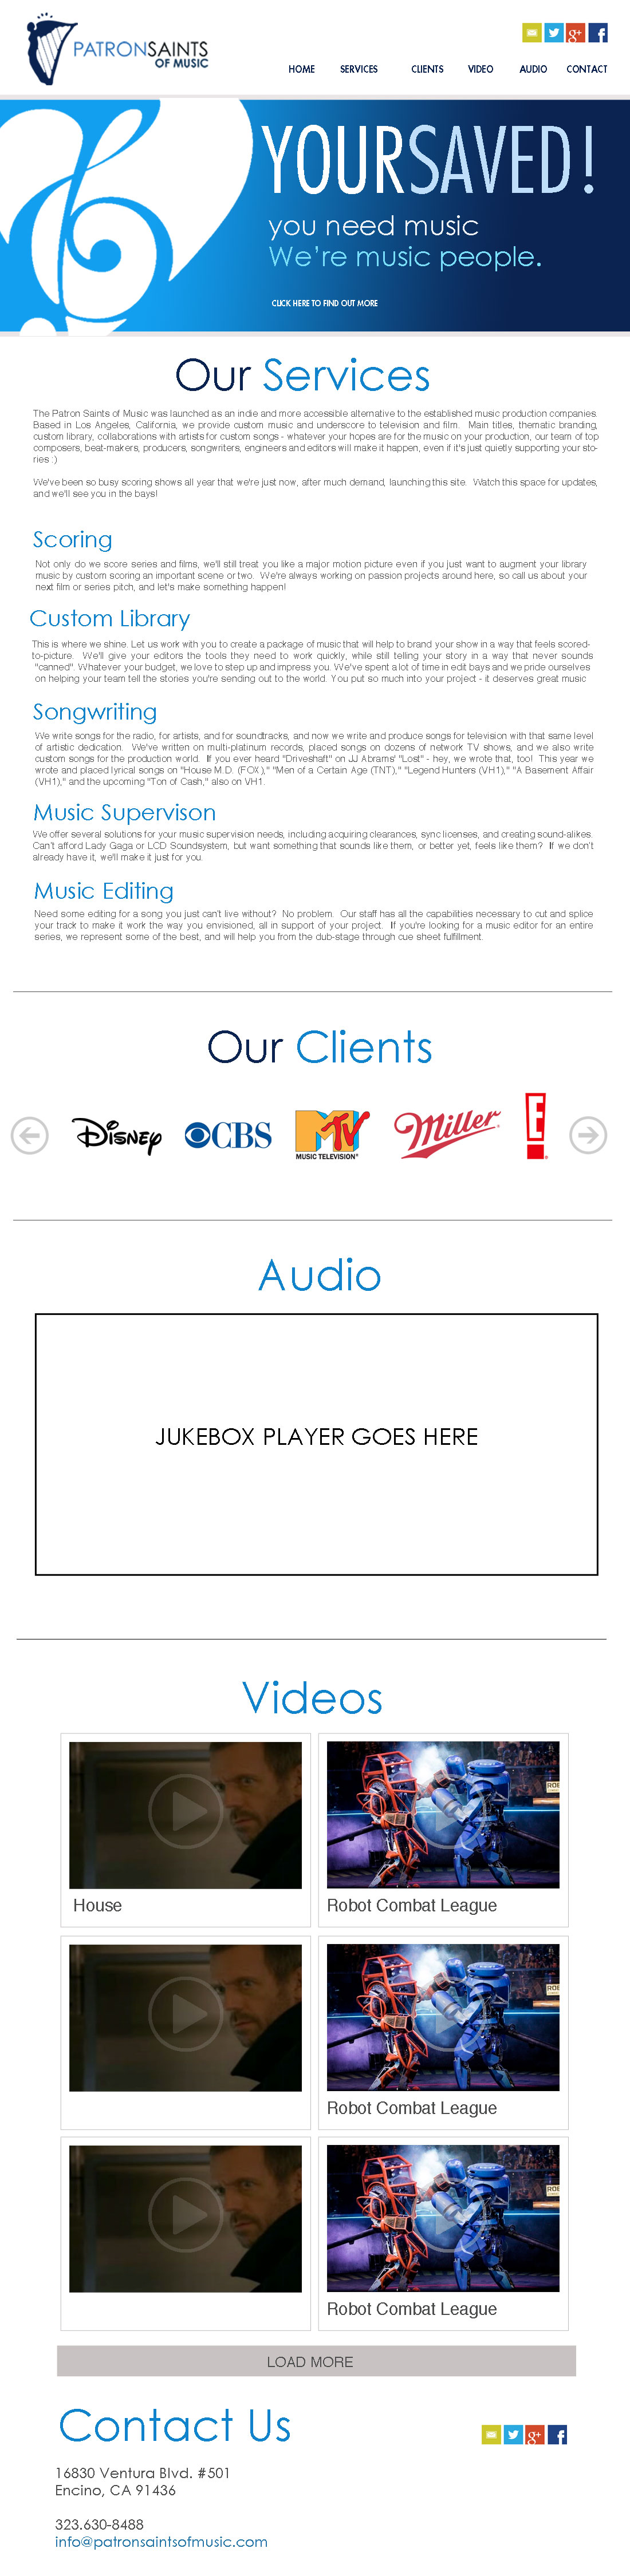 PATRONSAINTS
OF MUSIC
HOME SERVICES CLIENTS VIDEO AUDIO CONTACT
YOURSAVED!
you need music
We're music people.
CLICK HERE TO FIND OUT MORE
Our Services
The Patron Saints of Music was launched as an indie and more accessible alternative to the established music production companies.
Based in Los Angeles, California, we provide custom music and underscore to television and film. Main titles, thematic branding,
custom library, collaborations with artists for custom songs - whatever your hopes are for the music on your production, our team of top
composers, beat-makers, producers, songwriters, engineers and editors will make it happen, even if it's just quietly supporting your sto-
ries :)
We've been so busy scoring shows all year that we're just now, after much demand, launching this site. Watch this space for updates,
and we'll see you in the bays!
Scoring
Not only do we score series and films, we'll still treat you like a major motion picture even if you just want to augment your library
music by custom scoring an important scene or two. We're always working on passion projects around here, so call us about your
next film or series pitch, and let's make something happen!
Custom Library
This is where we shine. Let us work with you to create a package of music that will help to brand your show in a way that feels scored-
to-picture. We'll give your editors the tools they need to work quickly, while still telling your story in a way that never sounds
"canned". Whatever your budget, we love to step up and impress you. We've spent a lot of time in edit bays and we pride ourselves
on helping your team tell the stories you're sending out to the world. You put so much into your project - it deserves great music
Songwriting
We write songs for the radio, for artists, and for soundtracks, and now we write and produce songs for television with that same level
of artistic dedication. We've written on multi-platinum records, placed songs on dozens of network TV shows, and we also write
custom songs for the production world. If you ever heard "Driveshaft" on JJ Abrams' "Lost" - hey, we wrote that, too! This year we
wrote and placed lyrical songs on "House M.D. (FOX)," "Men of a Certain Age (TNT)," "Legend Hunters (VH1)," "A Basement Affair
(VH1)," and the upcoming "Ton of Cash," also on VH1.
Music Supervison
We offer several solutions for your music supervision needs, including acquiring clearances, sync licenses, and creating sound-alikes.
Can't afford Lady Gaga or LCD Soundsystem, but want something that sounds like them, or better yet, feels like them? If we don't
already have it, we'll make it just for you.
Music Editing
Need some editing for a song you just can't live without? No problem. Our staff has all the capabilities necessary to cut and splice
your track to make it work the way you envisioned, all in support of your project. If you're looking for a music editor for an entire
series, we represent some of the best, and will help you from the dub-stage through cue sheet fulfillment.
Our Clients
Disney CBS MTV Miller E!
MUSIC TELEVISION®
Audio
JUKEBOX PLAYER GOES HERE
Videos
House Robot Combat League
Robot Combat League
Robot Combat League
LOAD MORE
Contact Us
16830 Ventura Blvd. #501
Encino, CA 91436
323.630-8488
info@patronsaintsofmusic.com